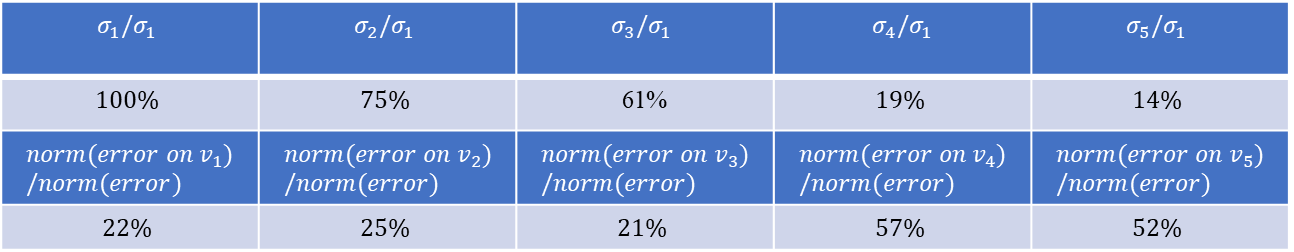 σ₁/σ₁ σ₂/σ₁ σ₃/σ₁ σ₄/σ₁ σ₅/σ₁
100% 75% 61% 19% 14%
norm(error on v₁) norm(error on v₂) norm(error on v₃) norm(error on v₄) norm(error on v₅)
/norm(error) /norm(error) /norm(error) /norm(error) /norm(error)
22% 25% 21% 57% 52%